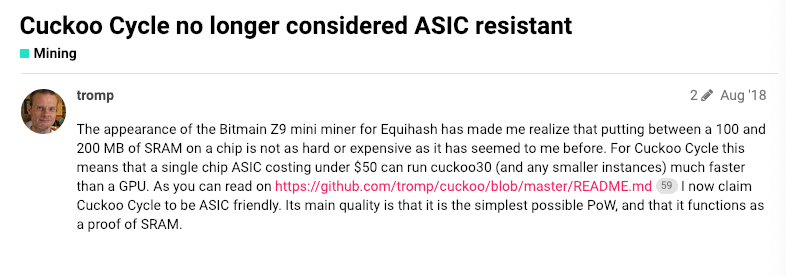 Cuckoo Cycle no longer considered ASIC resistant
Mining
tromp
2 Aug '18
The appearance of the Bitmain Z9 mini miner for Equihash has made me realize that putting between a 100 and
200 MB of SRAM on a chip is not as hard or expensive as it has seemed to me before. For Cuckoo Cycle this
means that a single chip ASIC costing under $50 can run cuckoo30 (and any smaller instances) much faster
than a GPU. As you can read on https://github.com/tromp/cuckoo/blob/master/README.md 59 I now claim
Cuckoo Cycle to be ASIC friendly. Its main quality is that it is the simplest possible PoW, and that it functions as
a proof of SRAM.